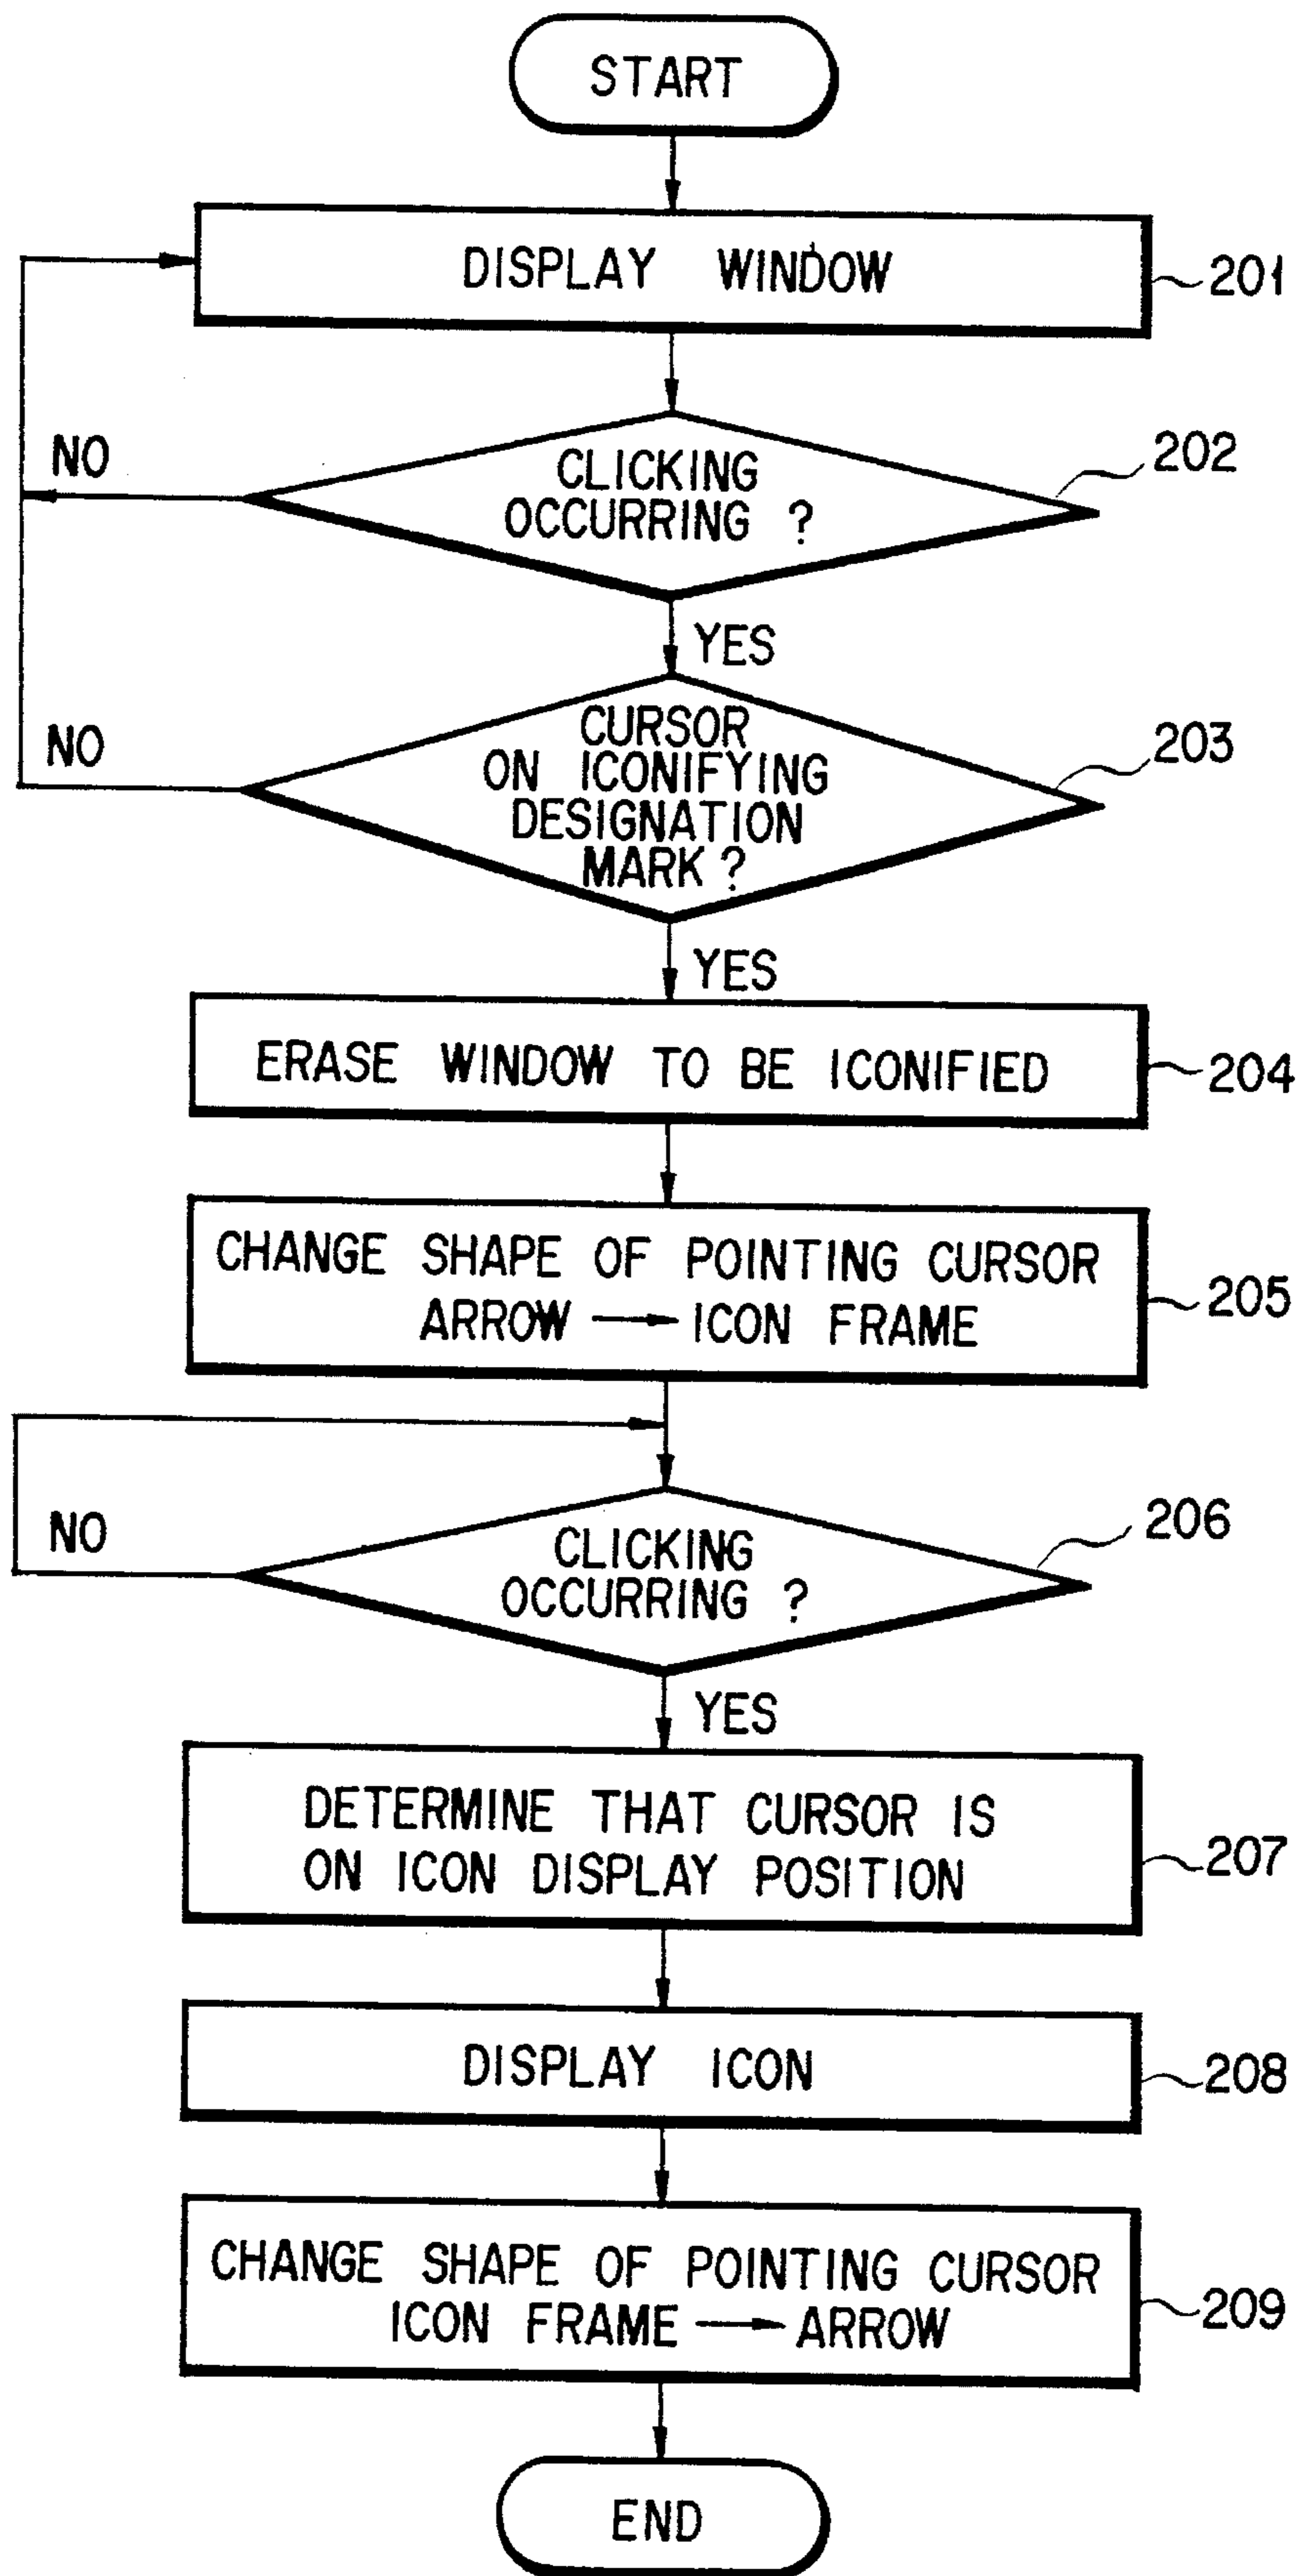 START
DISPLAY WINDOW
201
NO
CLICKING
OCCURRING ?
202
YES
NO
CURSOR
ON ICONIFYING
DESIGNATION
MARK ?
203
YES
ERASE WINDOW TO BE ICONIFIED
204
CHANGE SHAPE OF POINTING CURSOR
ARROW → ICON FRAME
205
NO
CLICKING
OCCURRING ?
206
YES
DETERMINE THAT CURSOR IS
ON ICON DISPLAY POSITION
207
DISPLAY ICON
208
CHANGE SHAPE OF POINTING CURSOR
ICON FRAME → ARROW
209
END